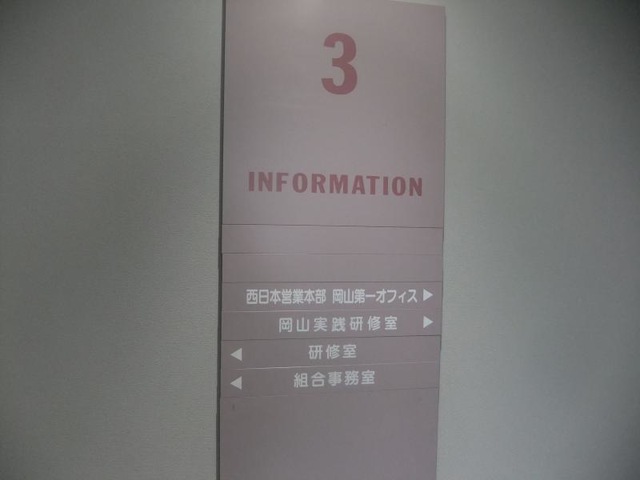 3
INFORMATION
西日本営業本部 岡山第一オフィス ▶
岡山実践研修室 ▶
◀ 研修室
◀ 組合事務室